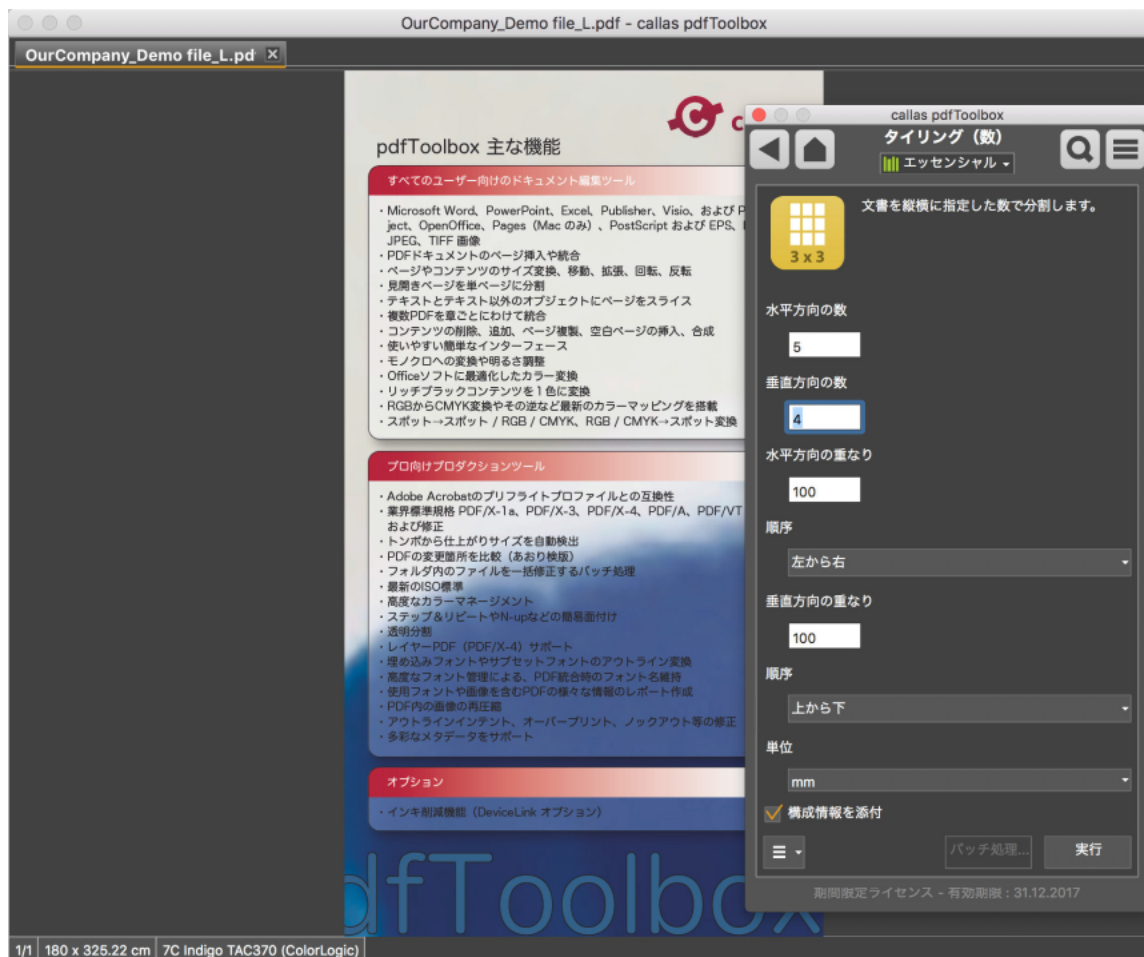 OurCompany_Demo file_L.pdf - callas pdfToolbox
OurCompany_Demo file_L.pd
pdfToolbox 主な機能
すべてのユーザー向けのドキュメント編集ツール
・Microsoft Word、PowerPoint、Excel、Publisher、Visio、および P
ject、OpenOffice、Pages（Mac のみ）、PostScript および EPS、
JPEG、TIFF 画像
・PDFドキュメントのページ挿入や統合
・ページやコンテンツのサイズ変換、移動、拡張、回転、反転
・見開きページを単ページに分割
・テキストとテキスト以外のオブジェクトにページをスライス
・複数PDFを章ごとにわけて統合
・コンテンツの削除、追加、ページ複製、空白ページの挿入、合成
・使いやすい簡単なインターフェース
・モノクロへの変換や明るさ調整
・Officeソフトに最適化したカラー変換
・リッチブラックコンテンツを１色に変換
・RGBからCMYK変換やその逆など最新のカラーマッピングを搭載
・スポット→スポット / RGB / CMYK、RGB / CMYK→スポット変換
プロ向けプロダクションツール
・Adobe Acrobatのプリフライトプロファイルとの互換性
・業界標準規格 PDF/X-1a、PDF/X-3、PDF/X-4、PDF/A、PDF/VT
および修正
・トンボから仕上がりサイズを自動検出
・PDFの変更箇所を比較（あおり検版）
・フォルダ内のファイルを一括修正するバッチ処理
・最新のISO標準
・高度なカラーマネージメント
・ステップ＆リピートやN-upなどの簡易面付け
・透明分割
・レイヤーPDF（PDF/X-4）サポート
・埋め込みフォントやサブセットフォントのアウトライン変換
・高度なフォント管理による、PDF統合時のフォント名維持
・使用フォントや画像を含むPDFの様々な情報のレポート作成
・PDF内の画像の再圧縮
・アウトラインインテント、オーバープリント、ノックアウト等の修正
・多彩なメタデータをサポート
オプション
・インキ削減機能（DeviceLink オプション）
dfToolbox
1/1 180 x 325.22 cm 7C Indigo TAC370 (ColorLogic)
callas pdfToolbox
タイリング（数）
エッセンシャル
文書を縦横に指定した数で分割します。
3 x 3
水平方向の数
5
垂直方向の数
4
水平方向の重なり
100
順序
左から右
垂直方向の重なり
100
順序
上から下
単位
mm
構成情報を添付
バッチ処理...
実行
期間限定ライセンス - 有効期限 : 31.12.2017